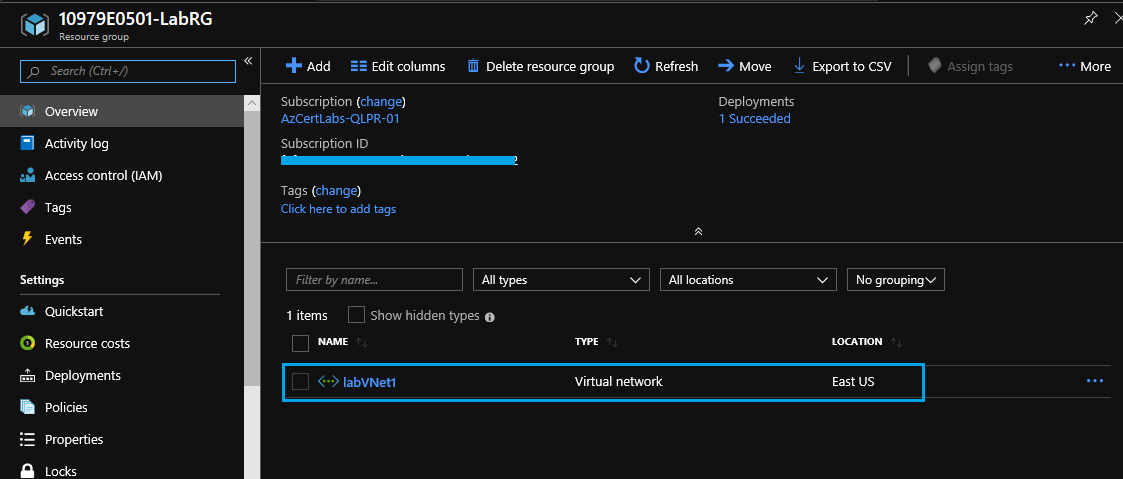 10979E0501-LabRG
Resource group
Search (Ctrl+/)
Overview
Activity log
Access control (IAM)
Tags
Events
Settings
Quickstart
Resource costs
Deployments
Policies
Properties
Locks
Add Edit columns Delete resource group Refresh Move Export to CSV Assign tags More
Subscription (change)
AzCertLabs-QLPR-01
Subscription ID
Tags (change)
Click here to add tags
Deployments
1 Succeeded
Filter by name... All types All locations No grouping
1 items Show hidden types
NAME TYPE LOCATION
labVNet1 Virtual network East US